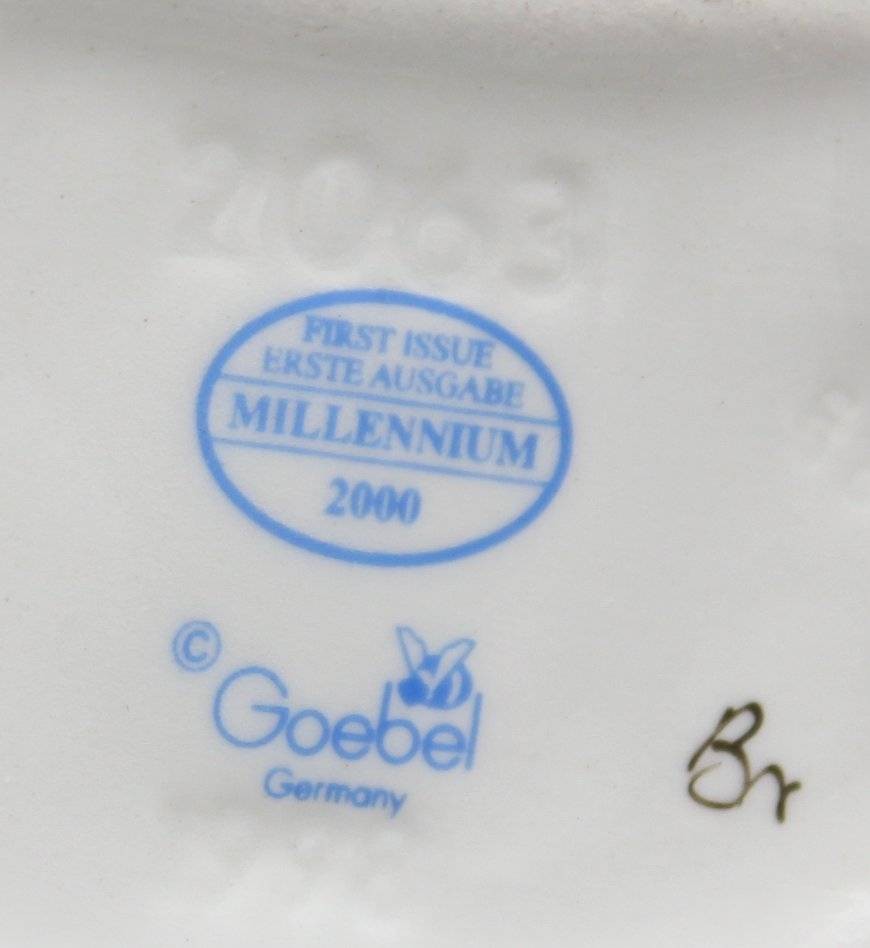 FIRST ISSUE
ERSTE AUSGABE
MILLENNIUM
2000
©
Goebel
Germany
Br